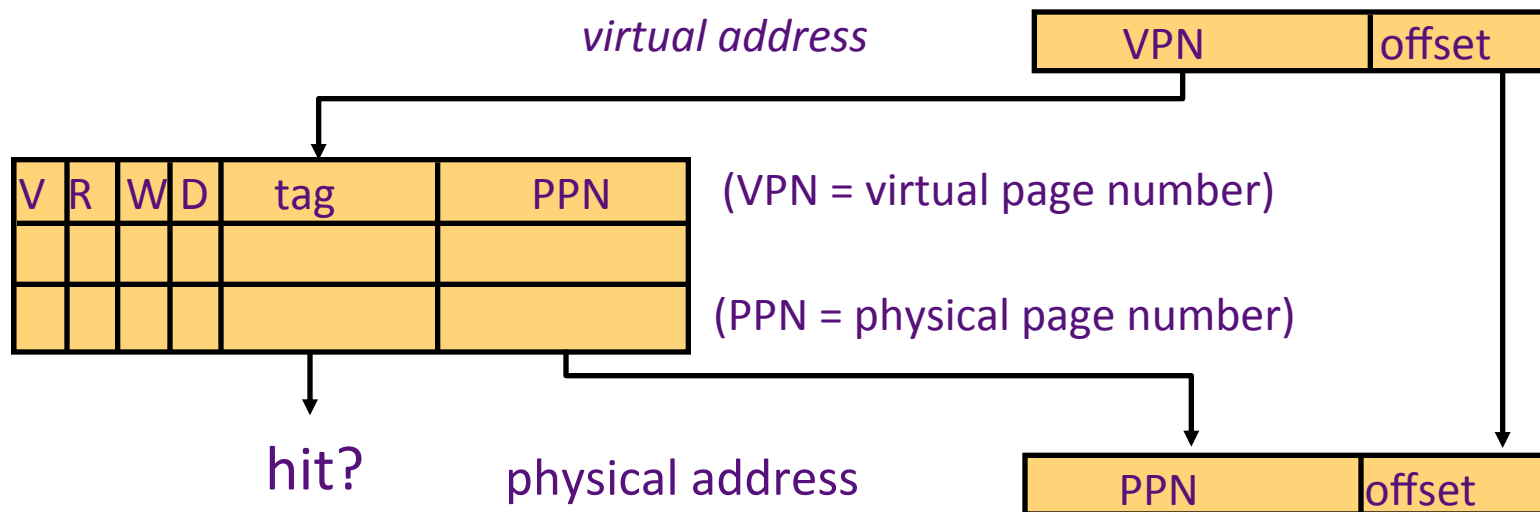 virtual address
VPN offset
V R W D tag PPN (VPN = virtual page number)
(PPN = physical page number)
hit? physical address
PPN offset